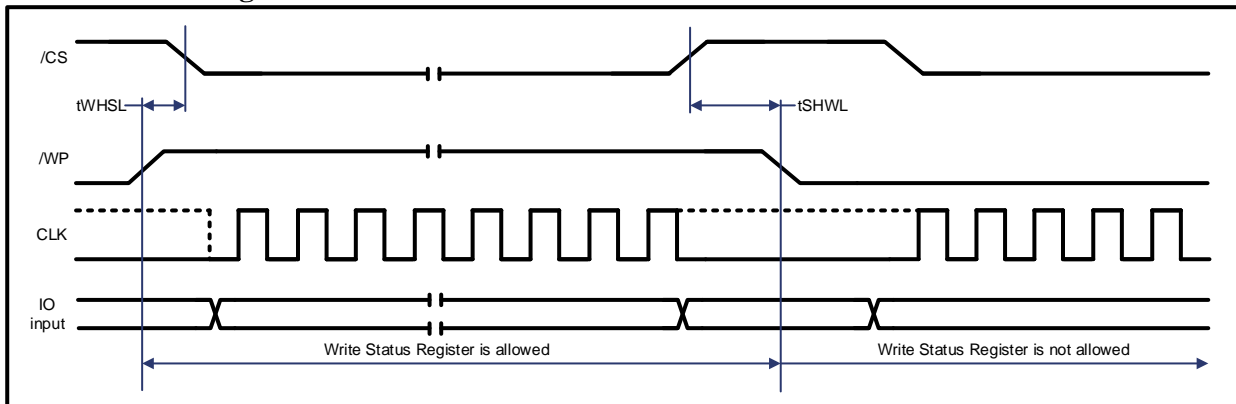 /CS
tWHSL
tSHWL
/WP
CLK
IO
input
Write Status Register is allowed
Write Status Register is not allowed